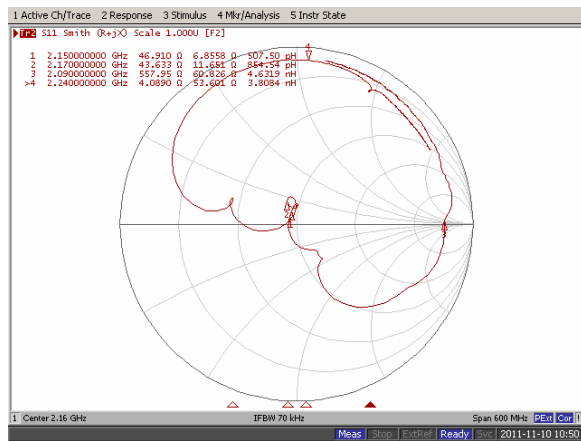 1 Active Ch/Trace 2 Response 3 Stimulus 4 Mkr/Analysis 5 Instr State
Tr2 S11 Smith (R+jX) Scale 1.000U [F2]
1 2.150000000 GHz 46.910 Ω 6.8558 Ω 507.50 pH
2 2.170000000 GHz 43.633 Ω 11.651 Ω 854.54 pH
3 2.090000000 GHz 557.95 Ω 60.826 Ω 4.6319 nH
>4 2.240000000 GHz 4.0890 Ω 53.601 Ω 3.8084 nH
4
1 Center 2.16 GHz IFBW 70 kHz Span 600 MHz PExt Cor !
Meas Stop ExtRef Ready Svc 2011-11-10 10:50